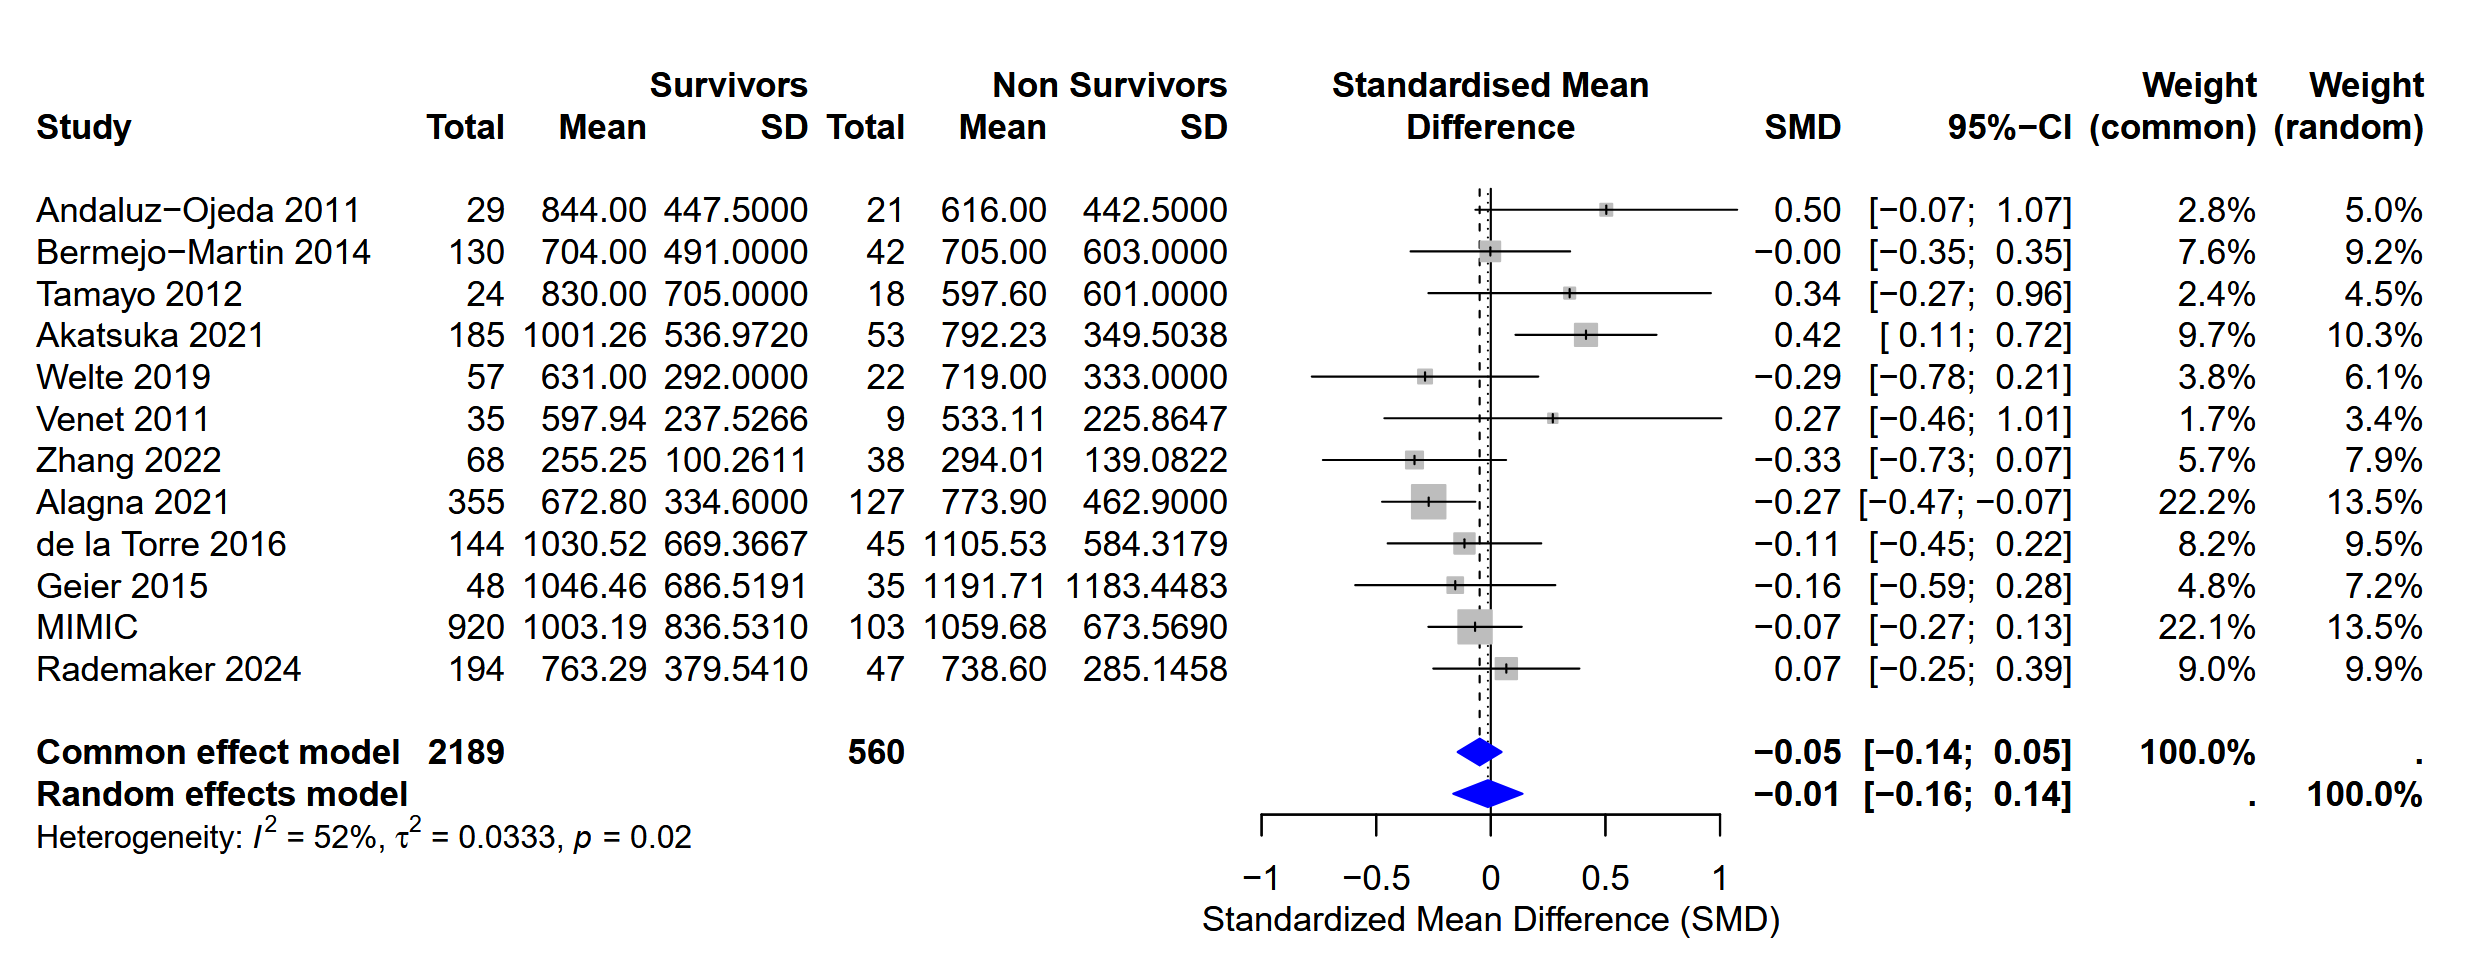 Survivors Non Survivors Standardised Mean Weight Weight
Study Total Mean SD Total Mean SD Difference SMD 95%−CI (common) (random)
Andaluz−Ojeda 2011 29 844.00 447.5000 21 616.00 442.5000 0.50 [−0.07; 1.07] 2.8% 5.0%
Bermejo−Martin 2014 130 704.00 491.0000 42 705.00 603.0000 −0.00 [−0.35; 0.35] 7.6% 9.2%
Tamayo 2012 24 830.00 705.0000 18 597.60 601.0000 0.34 [−0.27; 0.96] 2.4% 4.5%
Akatsuka 2021 185 1001.26 536.9720 53 792.23 349.5038 0.42 [ 0.11; 0.72] 9.7% 10.3%
Welte 2019 57 631.00 292.0000 22 719.00 333.0000 −0.29 [−0.78; 0.21] 3.8% 6.1%
Venet 2011 35 597.94 237.5266 9 533.11 225.8647 0.27 [−0.46; 1.01] 1.7% 3.4%
Zhang 2022 68 255.25 100.2611 38 294.01 139.0822 −0.33 [−0.73; 0.07] 5.7% 7.9%
Alagna 2021 355 672.80 334.6000 127 773.90 462.9000 −0.27 [−0.47; −0.07] 22.2% 13.5%
de la Torre 2016 144 1030.52 669.3667 45 1105.53 584.3179 −0.11 [−0.45; 0.22] 8.2% 9.5%
Geier 2015 48 1046.46 686.5191 35 1191.71 1183.4483 −0.16 [−0.59; 0.28] 4.8% 7.2%
MIMIC 920 1003.19 836.5310 103 1059.68 673.5690 −0.07 [−0.27; 0.13] 22.1% 13.5%
Rademaker 2024 194 763.29 379.5410 47 738.60 285.1458 0.07 [−0.25; 0.39] 9.0% 9.9%
Common effect model 2189 560 −0.05 [−0.14; 0.05] 100.0% .
Random effects model −0.01 [−0.16; 0.14] . 100.0%
Heterogeneity: I² = 52%, τ² = 0.0333, p = 0.02
−1 −0.5 0 0.5 1
Standardized Mean Difference (SMD)